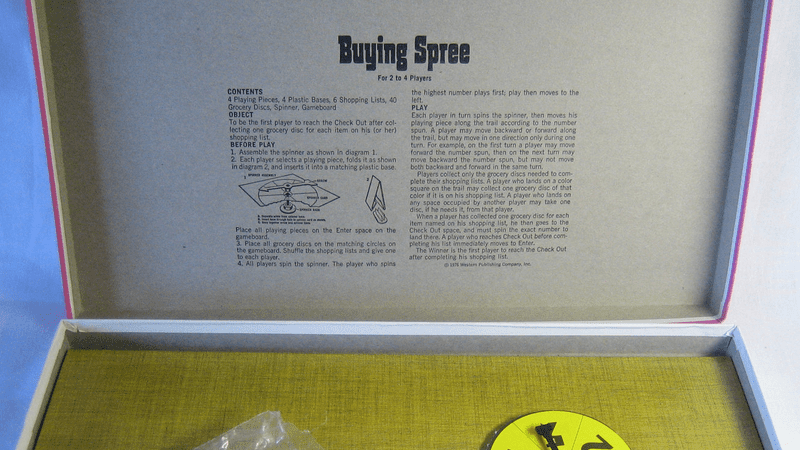 Buying Spree
For 2 to 4 Players
CONTENTS
4 Playing Pieces, 4 Plastic Bases, 6 Shopping Lists, 40
Grocery Discs, Spinner, Gameboard
OBJECT
To be the first player to reach the Check Out after col-
lecting one grocery disc for each item on his (or her)
shopping list.
BEFORE PLAY
1. Assemble the spinner as shown in diagram 1.
2. Each player selects a playing piece, folds it as shown
in diagram 2, and inserts it into a matching plastic base.
Place all playing pieces on the Enter space on the
gameboard.
3. Place all grocery discs on the matching circles on
the gameboard. Shuffle the shopping lists and give one
to each player.
4. All players spin the spinner. The player who spins
the highest number plays first; play then moves to the
left.
PLAY
Each player in turn spins the spinner, then moves his
playing piece along the trail according to the number
spun. A player may move backward or forward along
the trail, but may move in one direction only during one
turn. For example, on the first turn a player may move
forward the number spun, then on the next turn may
move backward the number spun, but may not move
both backward and forward in the same turn.
Players collect only the grocery discs needed to com-
plete their shopping lists. A player who lands on a color
square on the trail may collect one grocery disc of that
color if it is on his shopping list. A player who lands on
any space occupied by another player may take one
disc, if he needs it, from that player.
When a player has collected one grocery disc for each
item named on his shopping list, he then goes to the
Check Out space, and must spin the exact number to
land there. A player who reaches Check Out before com-
pleting his list immediately moves to Enter.
The Winner is the first player to reach the Check Out
after completing his shopping list.
© 1975 Western Publishing Company, Inc.
2